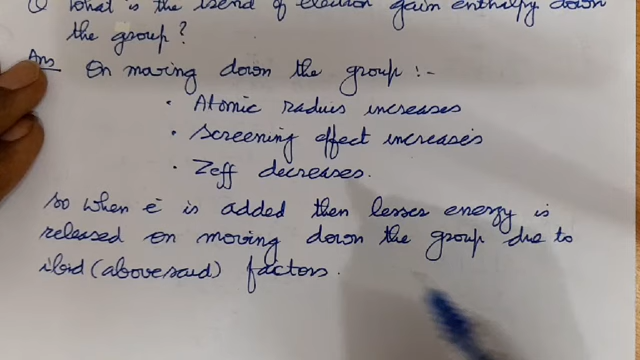 Q What is the trend of electron gain enthalpy down
the group?
Ans On moving down the group :-
• Atomic radius increases
• Screening effect increases
• Zeff decreases.
So when e⁻ is added then lesser energy is
released on moving down the group due to
(above said) factors.